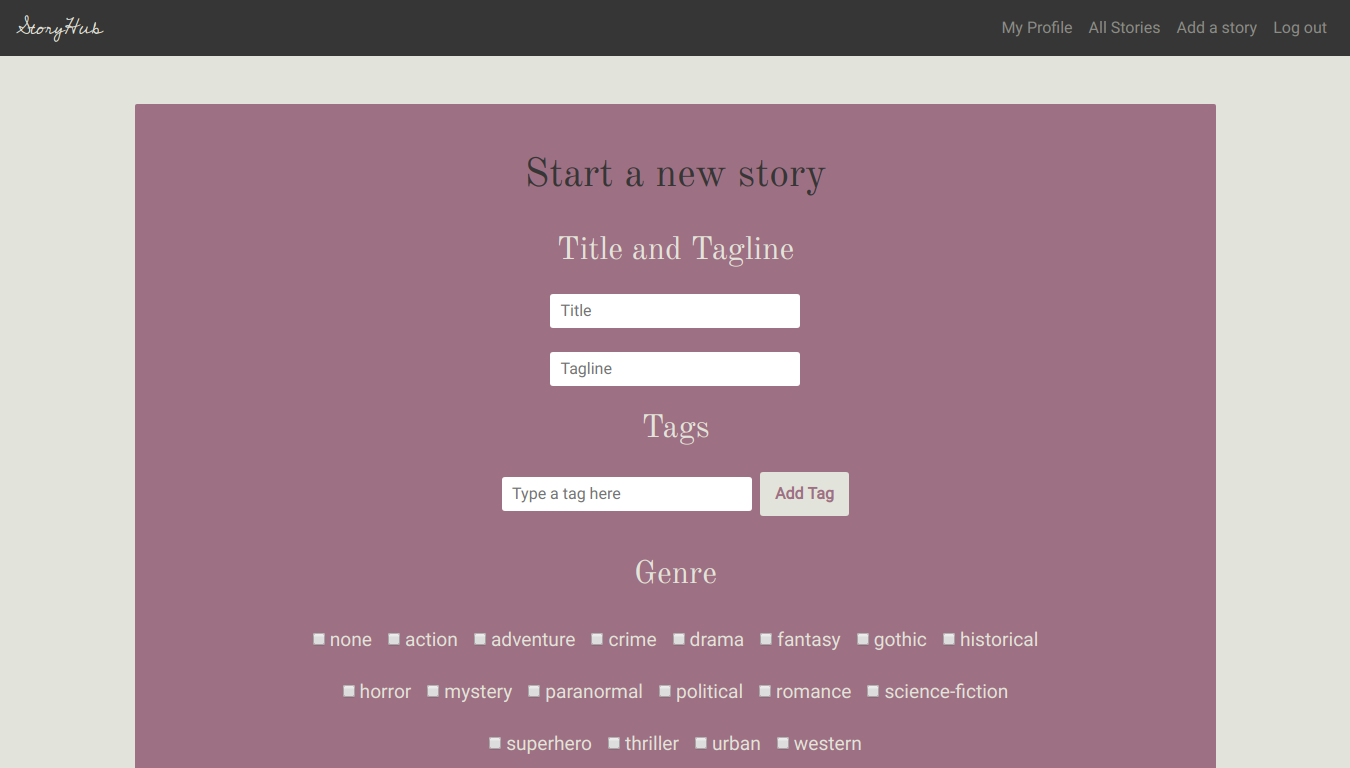 StoryHub My Profile All Stories Add a story Log out
Start a new story
Title and Tagline
Title
Tagline
Tags
Type a tag here Add Tag
Genre
none action adventure crime drama fantasy gothic historical
horror mystery paranormal political romance science-fiction
superhero thriller urban western